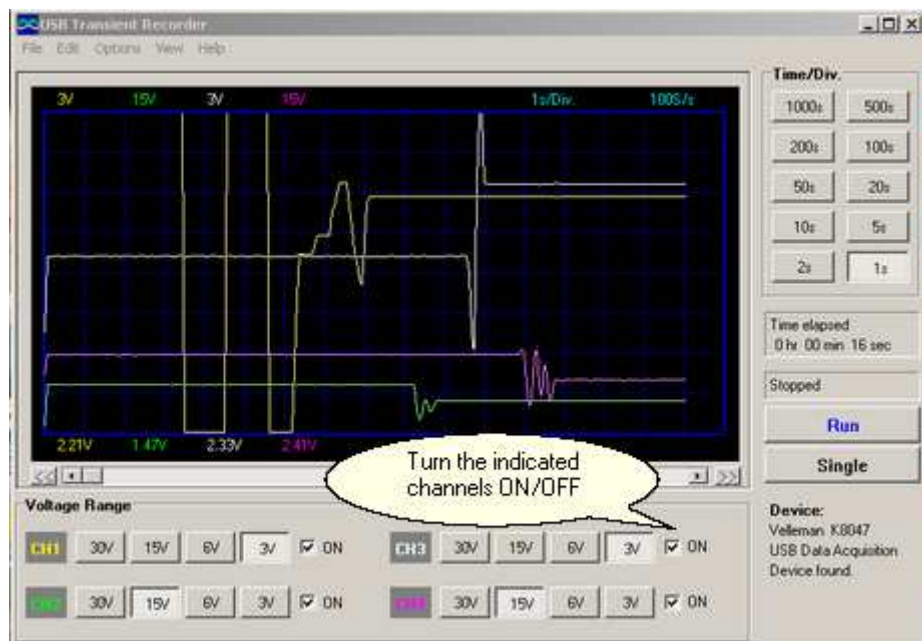 USB Transient Recorder
File Edit Options View Help
3V 15V 3V 15V 1s/Div. 100S/s
2.21V 1.47V 2.33V 2.41V
<< >>
Turn the indicated
channels ON/OFF
Time/Div.
1000s 500s
200s 100s
50s 20s
10s 5s
2s 1s
Time elapsed
0 hr 00 min 16 sec
Stopped
Run
Single
Device:
Velleman K8047
USB Data Acquisition
Device found.
Voltage Range
CH1 30V 15V 6V 3V ON
CH3 30V 15V 6V 3V ON
CH2 30V 15V 6V 3V ON
CH4 30V 15V 6V 3V ON